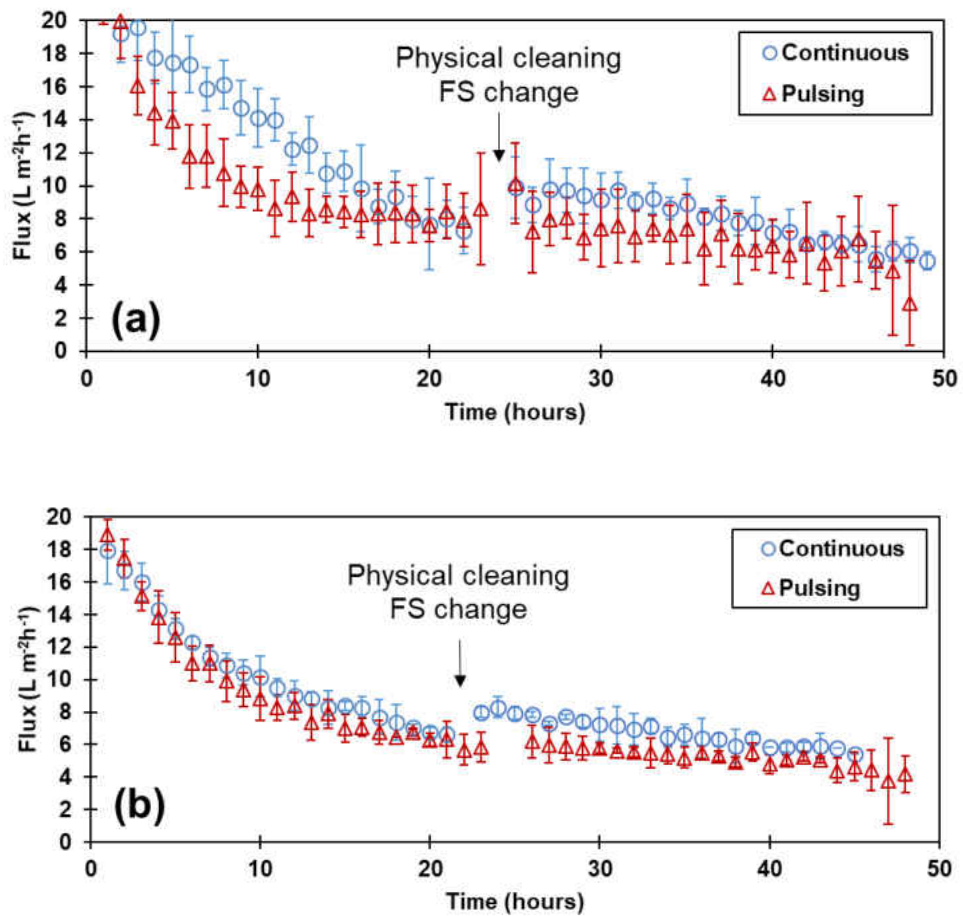 20
18
16
14
12
10
8
6
4
2
0
Flux (L m-2h-1)
Physical cleaning
FS change
Continuous
Pulsing
(a)
0 10 20 30 40 50
Time (hours)
20
18
16
14
12
10
8
6
4
2
0
Flux (L m-2h-1)
Physical cleaning
FS change
Continuous
Pulsing
(b)
0 10 20 30 40 50
Time (hours)